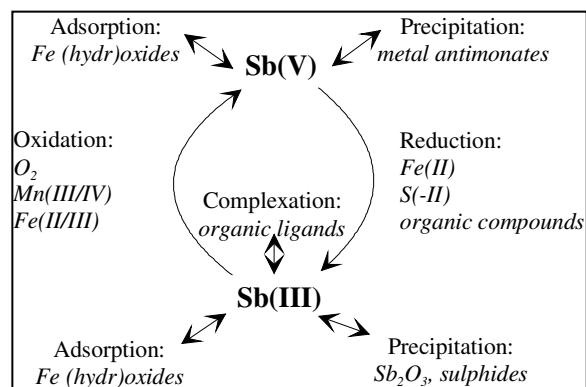 Adsorption:
Fe (hydr)oxides
Precipitation:
metal antimonates
Sb(V)
Oxidation:
O₂
Mn(III/IV)
Fe(II/III)
Reduction:
Fe(II)
S(-II)
organic compounds
Complexation:
organic ligands
Sb(III)
Adsorption:
Fe (hydr)oxides
Precipitation:
Sb₂O₃, sulphides